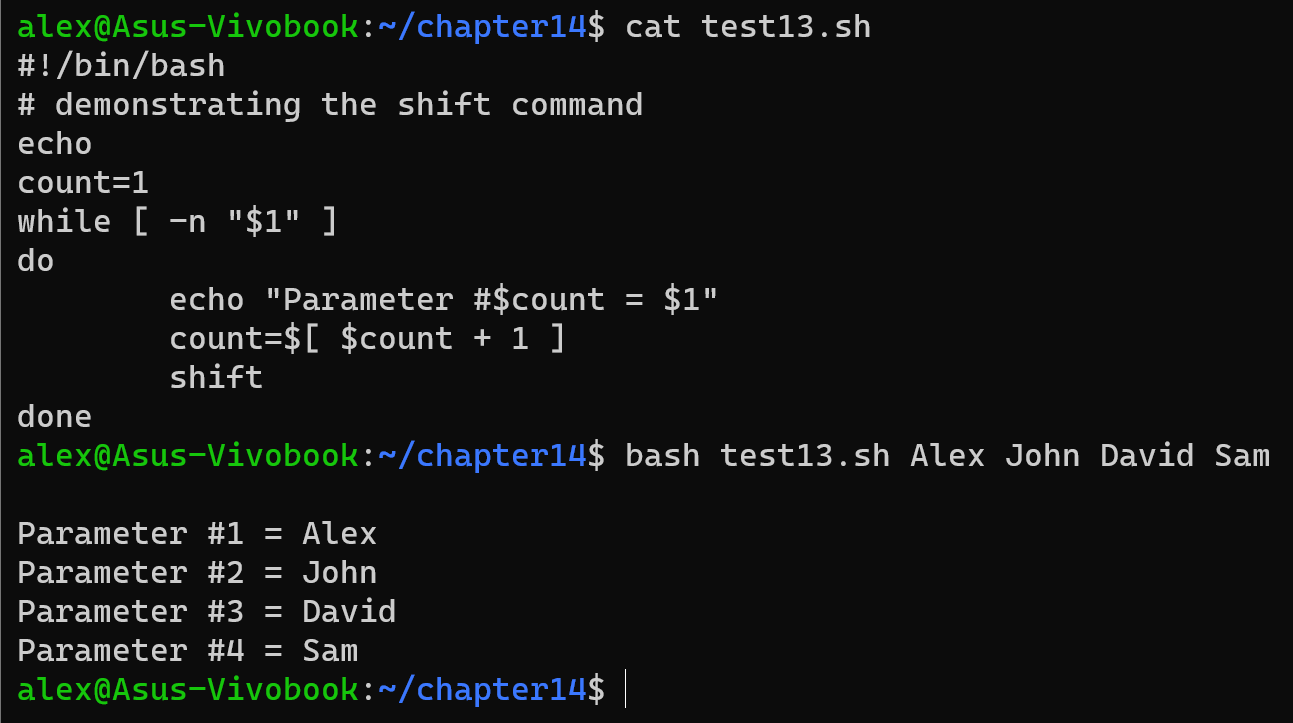 alex@Asus-Vivobook:~/chapter14$ cat test13.sh
#!/bin/bash
# demonstrating the shift command
echo
count=1
while [ -n "$1" ]
do
        echo "Parameter #$count = $1"
        count=$[ $count + 1 ]
        shift
done
alex@Asus-Vivobook:~/chapter14$ bash test13.sh Alex John David Sam

Parameter #1 = Alex
Parameter #2 = John
Parameter #3 = David
Parameter #4 = Sam
alex@Asus-Vivobook:~/chapter14$